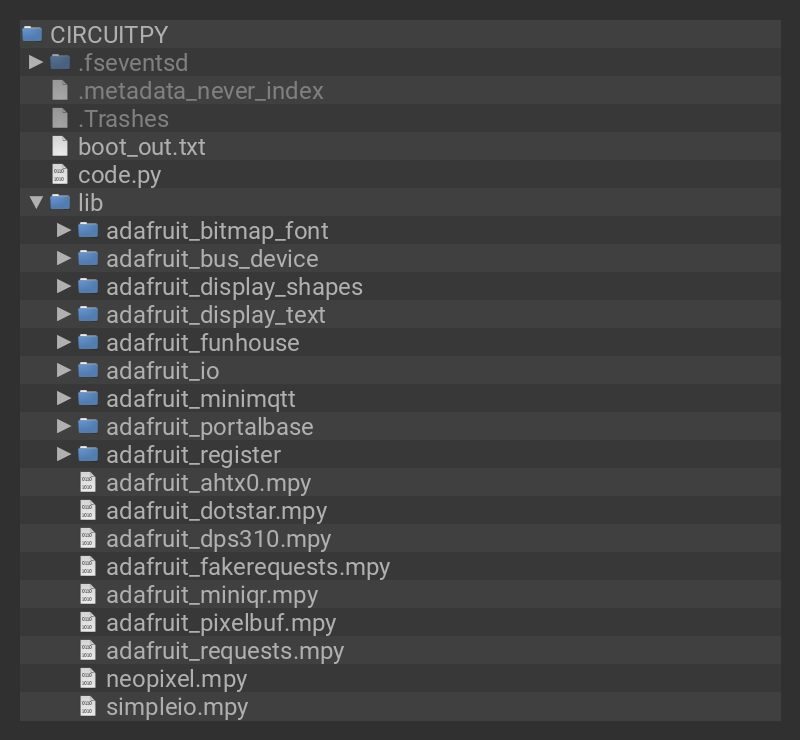 CIRCUITPY
.fseventsd
.metadata_never_index
.Trashes
boot_out.txt
code.py
lib
adafruit_bitmap_font
adafruit_bus_device
adafruit_display_shapes
adafruit_display_text
adafruit_funhouse
adafruit_io
adafruit_minimqtt
adafruit_portalbase
adafruit_register
adafruit_ahtx0.mpy
adafruit_dotstar.mpy
adafruit_dps310.mpy
adafruit_fakerequests.mpy
adafruit_miniqr.mpy
adafruit_pixelbuf.mpy
adafruit_requests.mpy
neopixel.mpy
simpleio.mpy